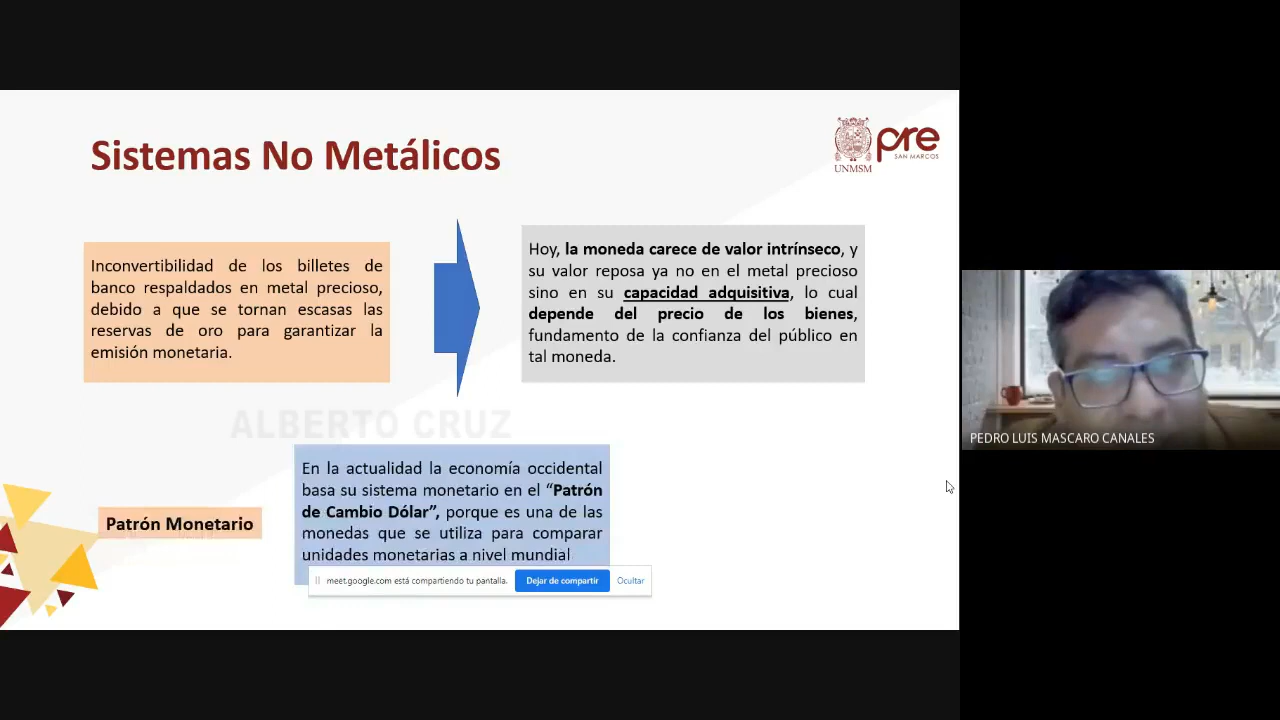 Sistemas No Metálicos
pre
SAN MARCOS
UNMSM
Inconvertibilidad de los billetes de
banco respaldados en metal precioso,
debido a que se tornan escasas las
reservas de oro para garantizar la
emisión monetaria.
Hoy, la moneda carece de valor intrínseco, y
su valor reposa ya no en el metal precioso
sino en su capacidad adquisitiva, lo cual
depende del precio de los bienes,
fundamento de la confianza del público en
tal moneda.
ALBERTO CRUZ
Patrón Monetario
En la actualidad la economía occidental
basa su sistema monetario en el “Patrón
de Cambio Dólar”, porque es una de las
monedas que se utiliza para comparar
unidades monetarias a nivel mundial
meet.google.com está compartiendo tu pantalla.
Dejar de compartir
Ocultar
PEDRO LUIS MASCARO CANALES